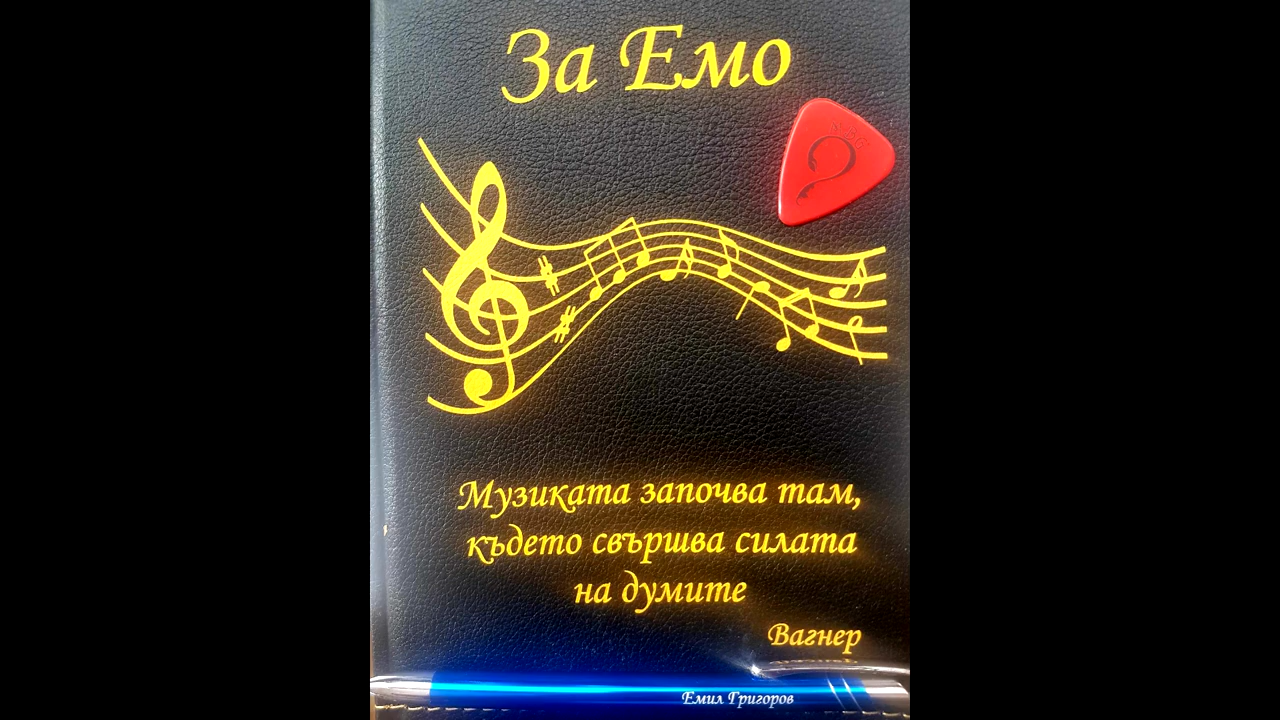 За Емо
Музиката започва там,
където свършва силата
на думите
Вагнер
Емил Григоров